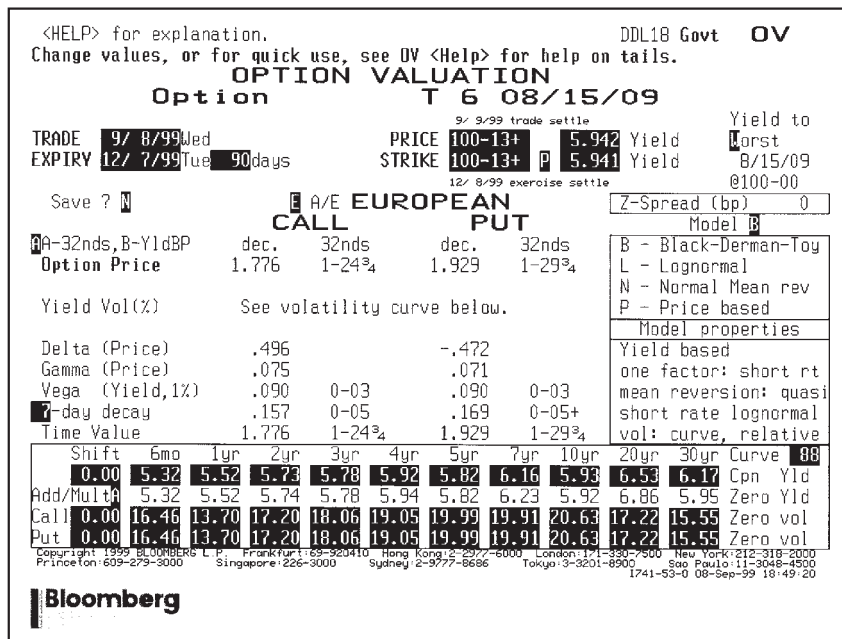 <HELP> for explanation. DDL18 Govt OV
Change values, or for quick use, see OV <Help> for help on tails.
OPTION VALUATION
Option T 6 08/15/09
9/ 9/99 trade settle Yield to
TRADE 9/ 8/99 Wed PRICE 100-13+ 5.942 Yield Worst
EXPIRY 12/ 7/99 Tue 90 days STRIKE 100-13+ P 5.941 Yield 8/15/09
12/ 8/99 exercise settle @100-00
Save ? N E A/E EUROPEAN Z-Spread (bp) 0
CALL PUT Model B
A A-32nds,B-YldBP dec. 32nds dec. 32nds B - Black-Derman-Toy
Option Price 1.776 1-24¾ 1.929 1-29¾ L - Lognormal
N - Normal Mean rev
Yield Vol(%) See volatility curve below. P - Price based
Model properties
Delta (Price) .496 -.472 Yield based
Gamma (Price) .075 .071 one factor: short rt
Vega (Yield,1%) .090 0-03 .090 0-03 mean reversion: quasi
7-day decay .157 0-05 .169 0-05+ short rate lognormal
Time Value 1.776 1-24¾ 1.929 1-29¾ vol: curve, relative
Shift 6mo 1yr 2yr 3yr 4yr 5yr 7yr 10yr 20yr 30yr Curve 88
0.00 5.32 5.52 5.73 5.78 5.92 5.82 6.16 5.93 6.53 6.17 Cpn Yld
Add/Mult A 5.32 5.52 5.74 5.78 5.94 5.82 6.23 5.92 6.86 5.95 Zero Yld
Call 0.00 16.46 13.70 17.20 18.06 19.05 19.99 19.91 20.63 17.22 15.55 Zero vol
Put 0.00 16.46 13.70 17.20 18.06 19.05 19.99 19.91 20.63 17.22 15.55 Zero vol
Copyright 1999 BLOOMBERG L.P. Frankfurt:69-920410 Hong Kong:2-2977-6000 London:171-330-7500 New York:212-318-2000
Princeton:609-279-3000 Singapore:226-3000 Sydney:2-9777-8686 Tokyo:3-3201-8900 Sao Paulo:11-3048-4500
I741-53-0 08-Sep-99 18:49:20
Bloomberg